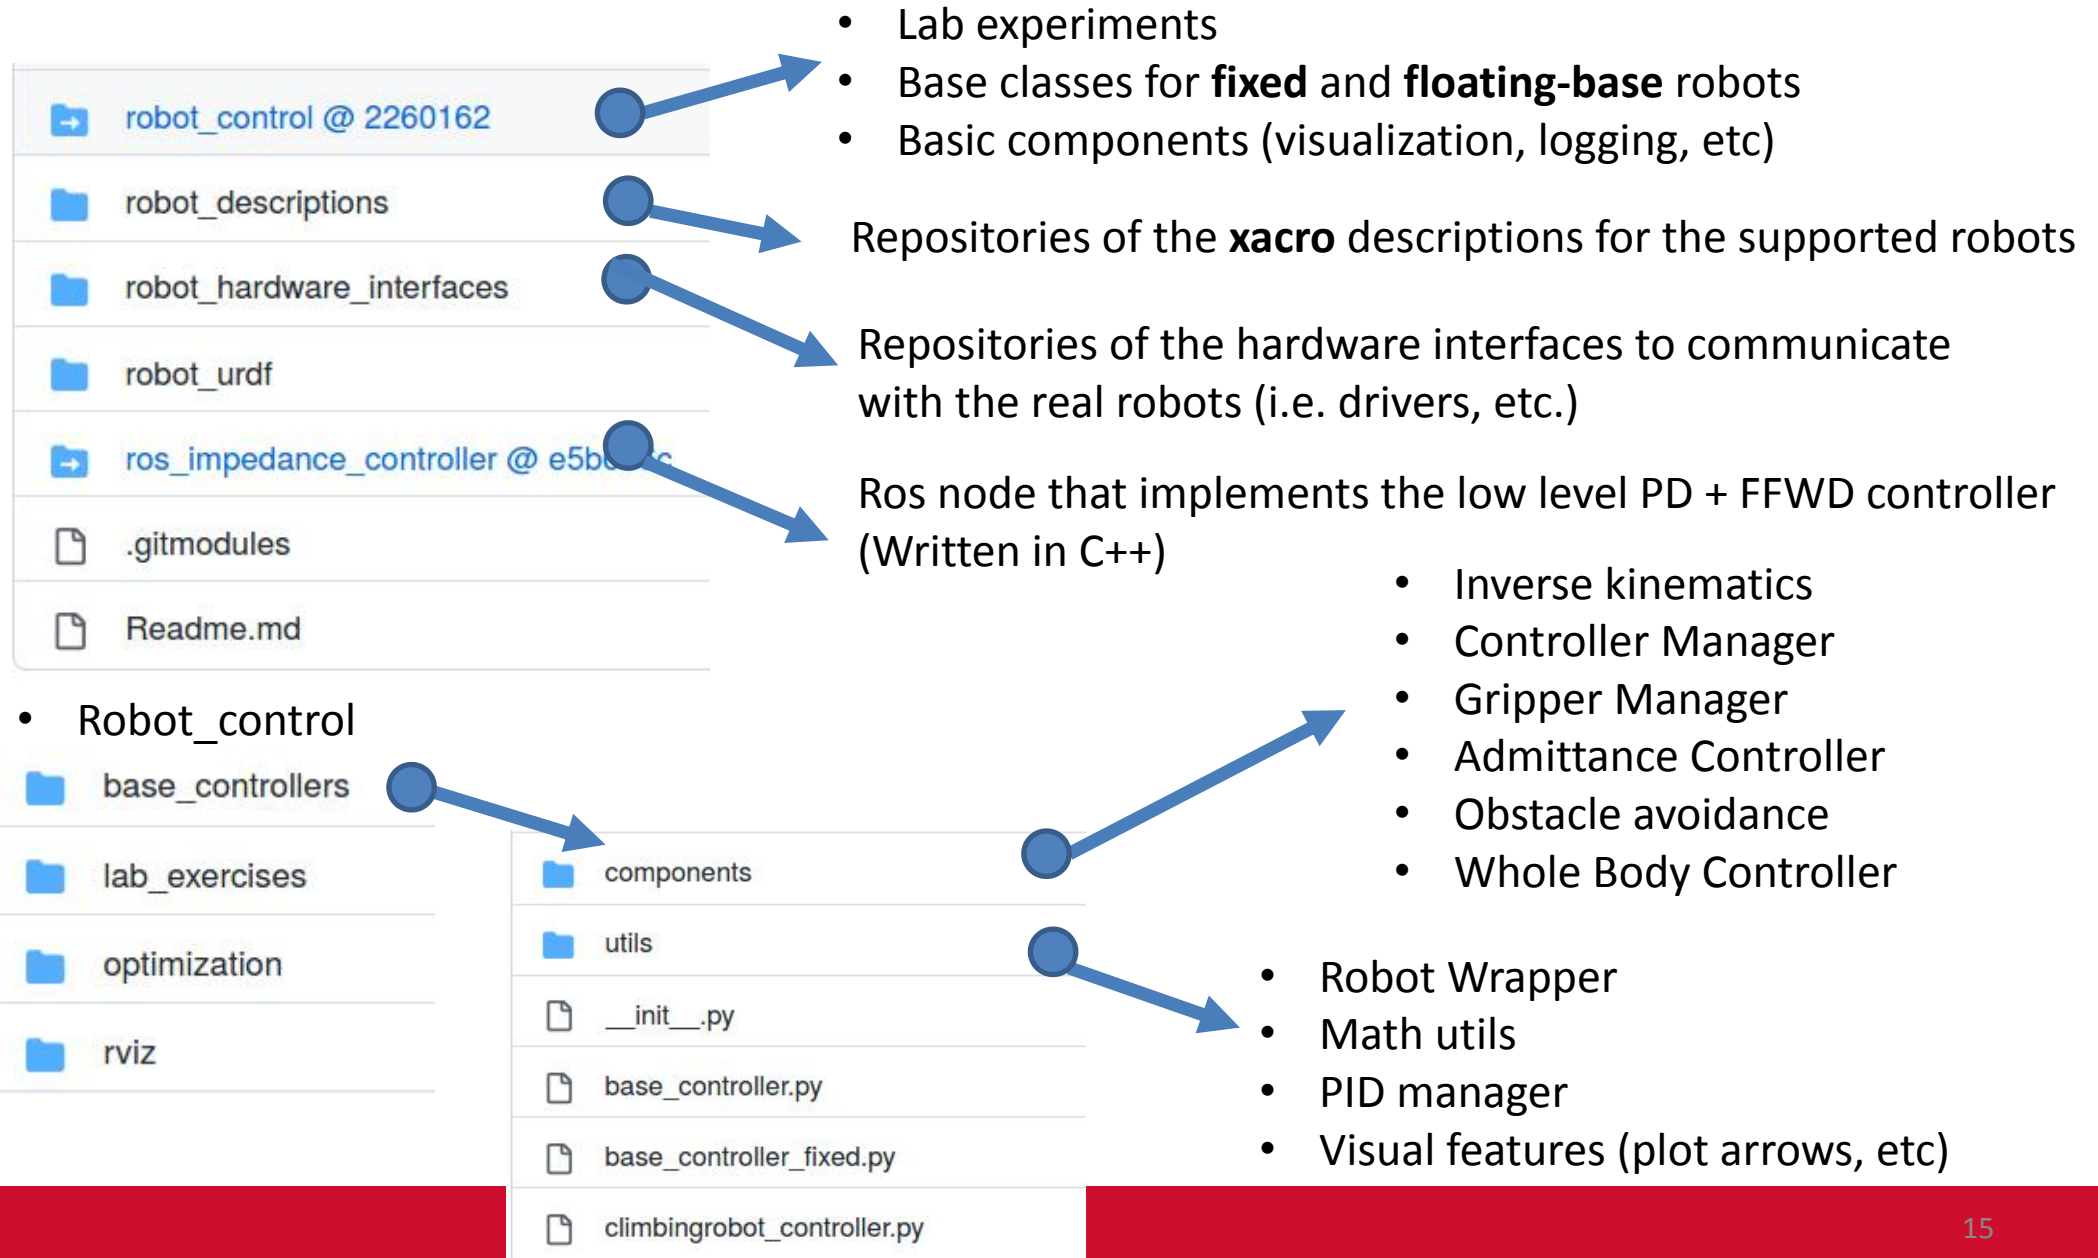 • Lab experiments
• Base classes for fixed and floating-base robots
• Basic components (visualization, logging, etc)
robot_control @ 2260162
robot_descriptions
Repositories of the xacro descriptions for the supported robots
robot_hardware_interfaces
Repositories of the hardware interfaces to communicate
with the real robots (i.e. drivers, etc.)
robot_urdf
ros_impedance_controller @
Ros node that implements the low level PD + FFWD controller
(Written in C++)
.gitmodules
Readme.md
• Inverse kinematics
• Controller Manager
• Gripper Manager
• Admittance Controller
• Obstacle avoidance
• Whole Body Controller
• Robot_control
base_controllers
lab_exercises
optimization
rviz
components
utils
__init__.py
base_controller.py
base_controller_fixed.py
climbingrobot_controller.py
• Robot Wrapper
• Math utils
• PID manager
• Visual features (plot arrows, etc)
15